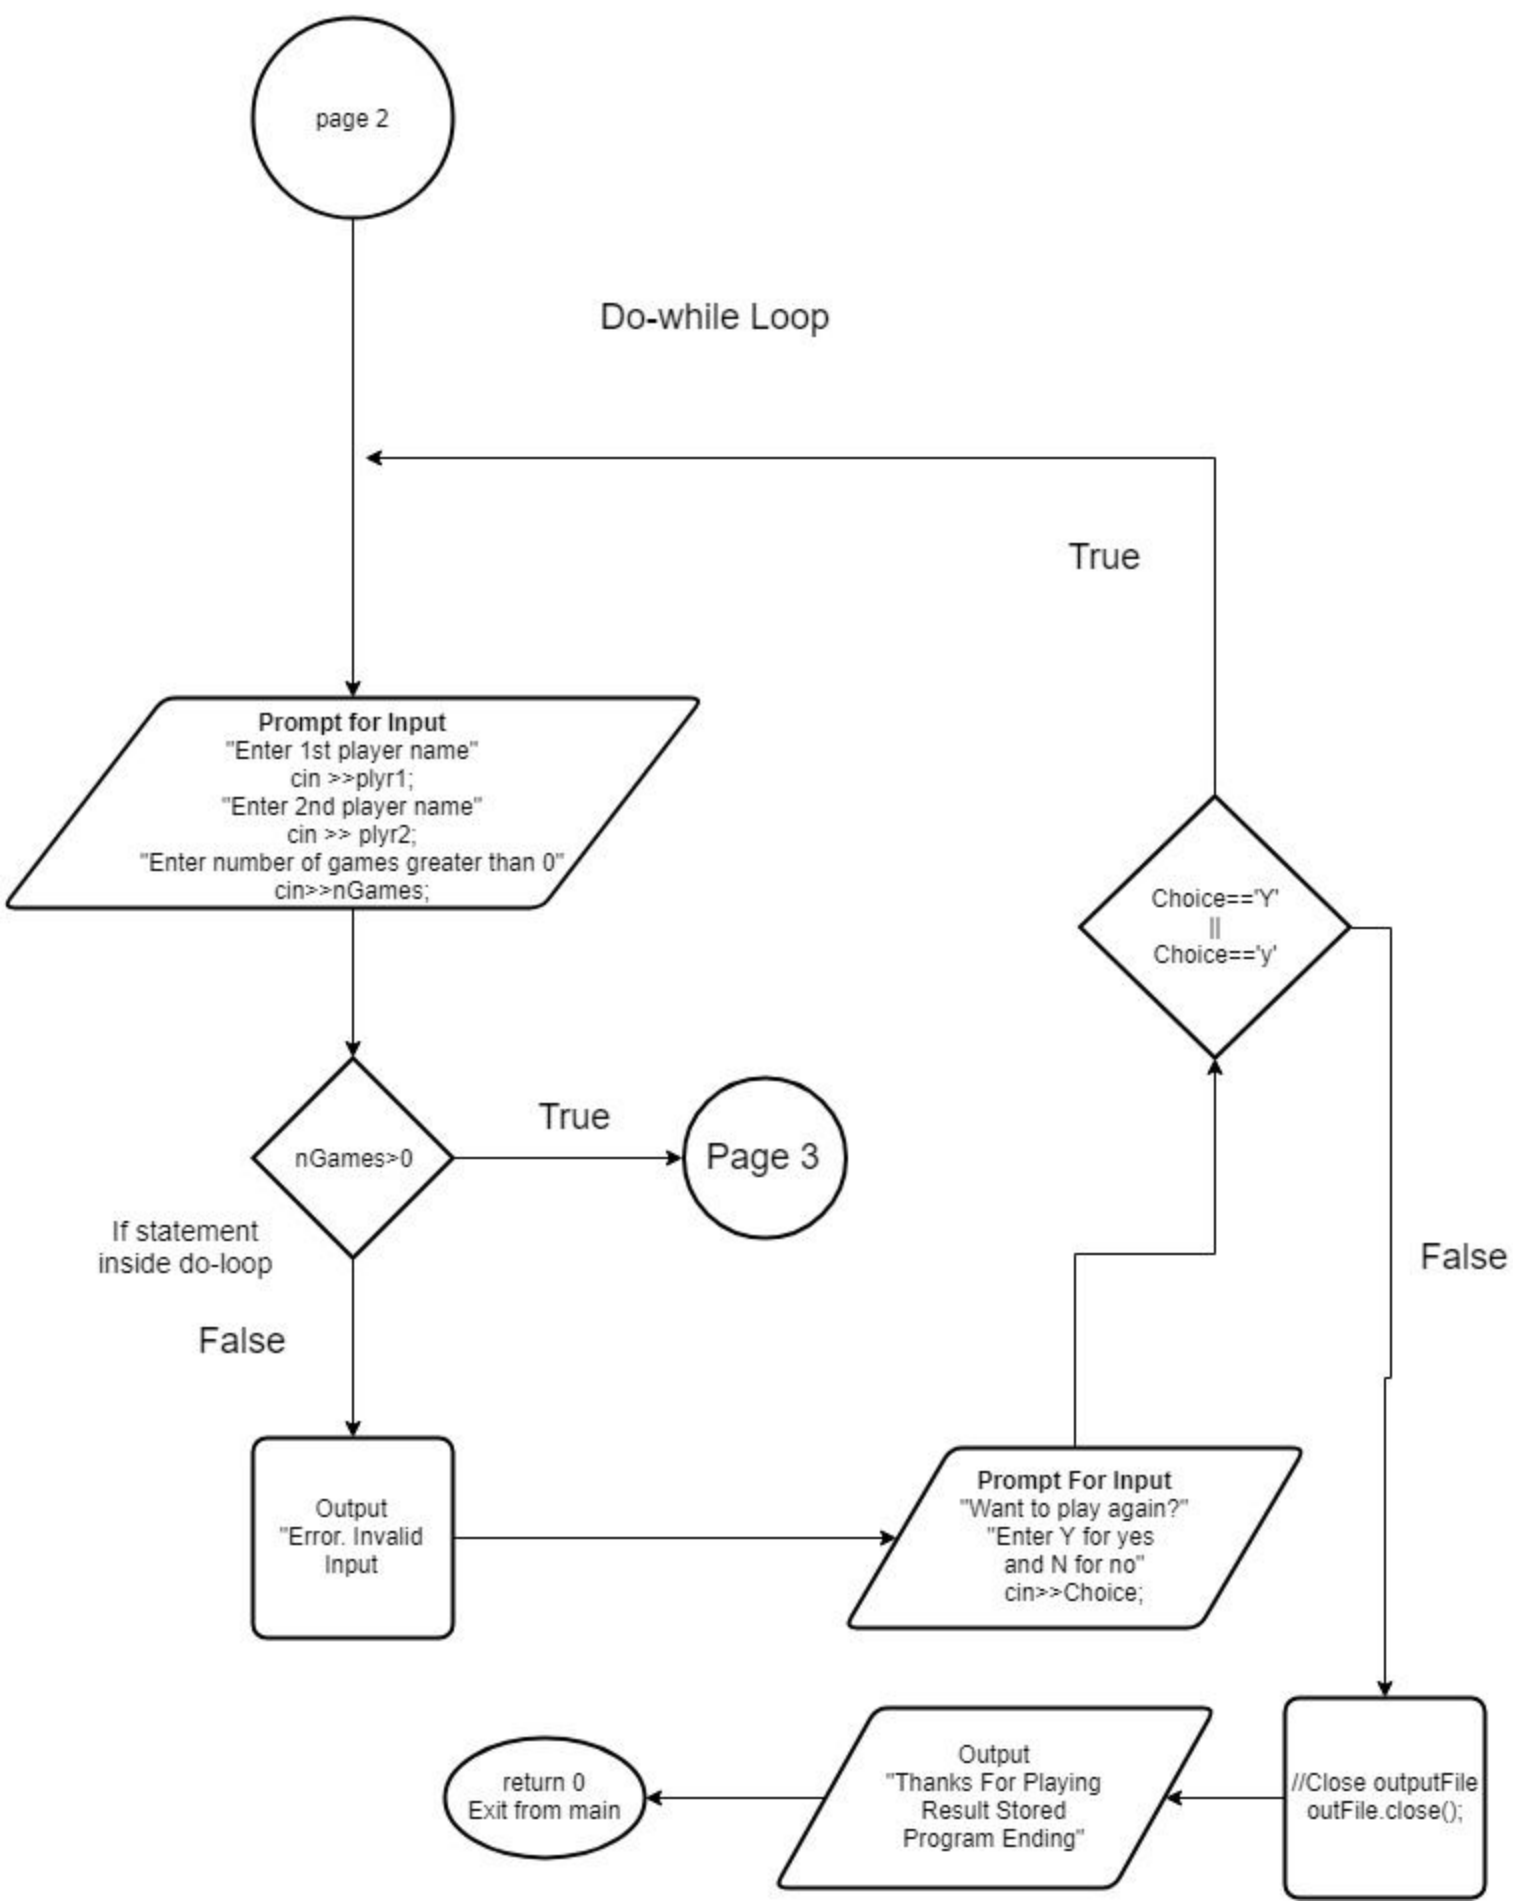 page 2
Do-while Loop
True
Prompt for Input
"Enter 1st player name"
cin >>plyr1;
"Enter 2nd player name"
cin >> plyr2;
"Enter number of games greater than 0"
cin>>nGames;
Choice=='Y'
||
Choice=='y'
nGames>0
True
Page 3
If statement
inside do-loop
False
False
Output
"Error. Invalid
Input
Prompt For Input
"Want to play again?"
"Enter Y for yes
and N for no"
cin>>Choice;
return 0
Exit from main
Output
"Thanks For Playing
Result Stored
Program Ending"
//Close outputFile
outFile.close();